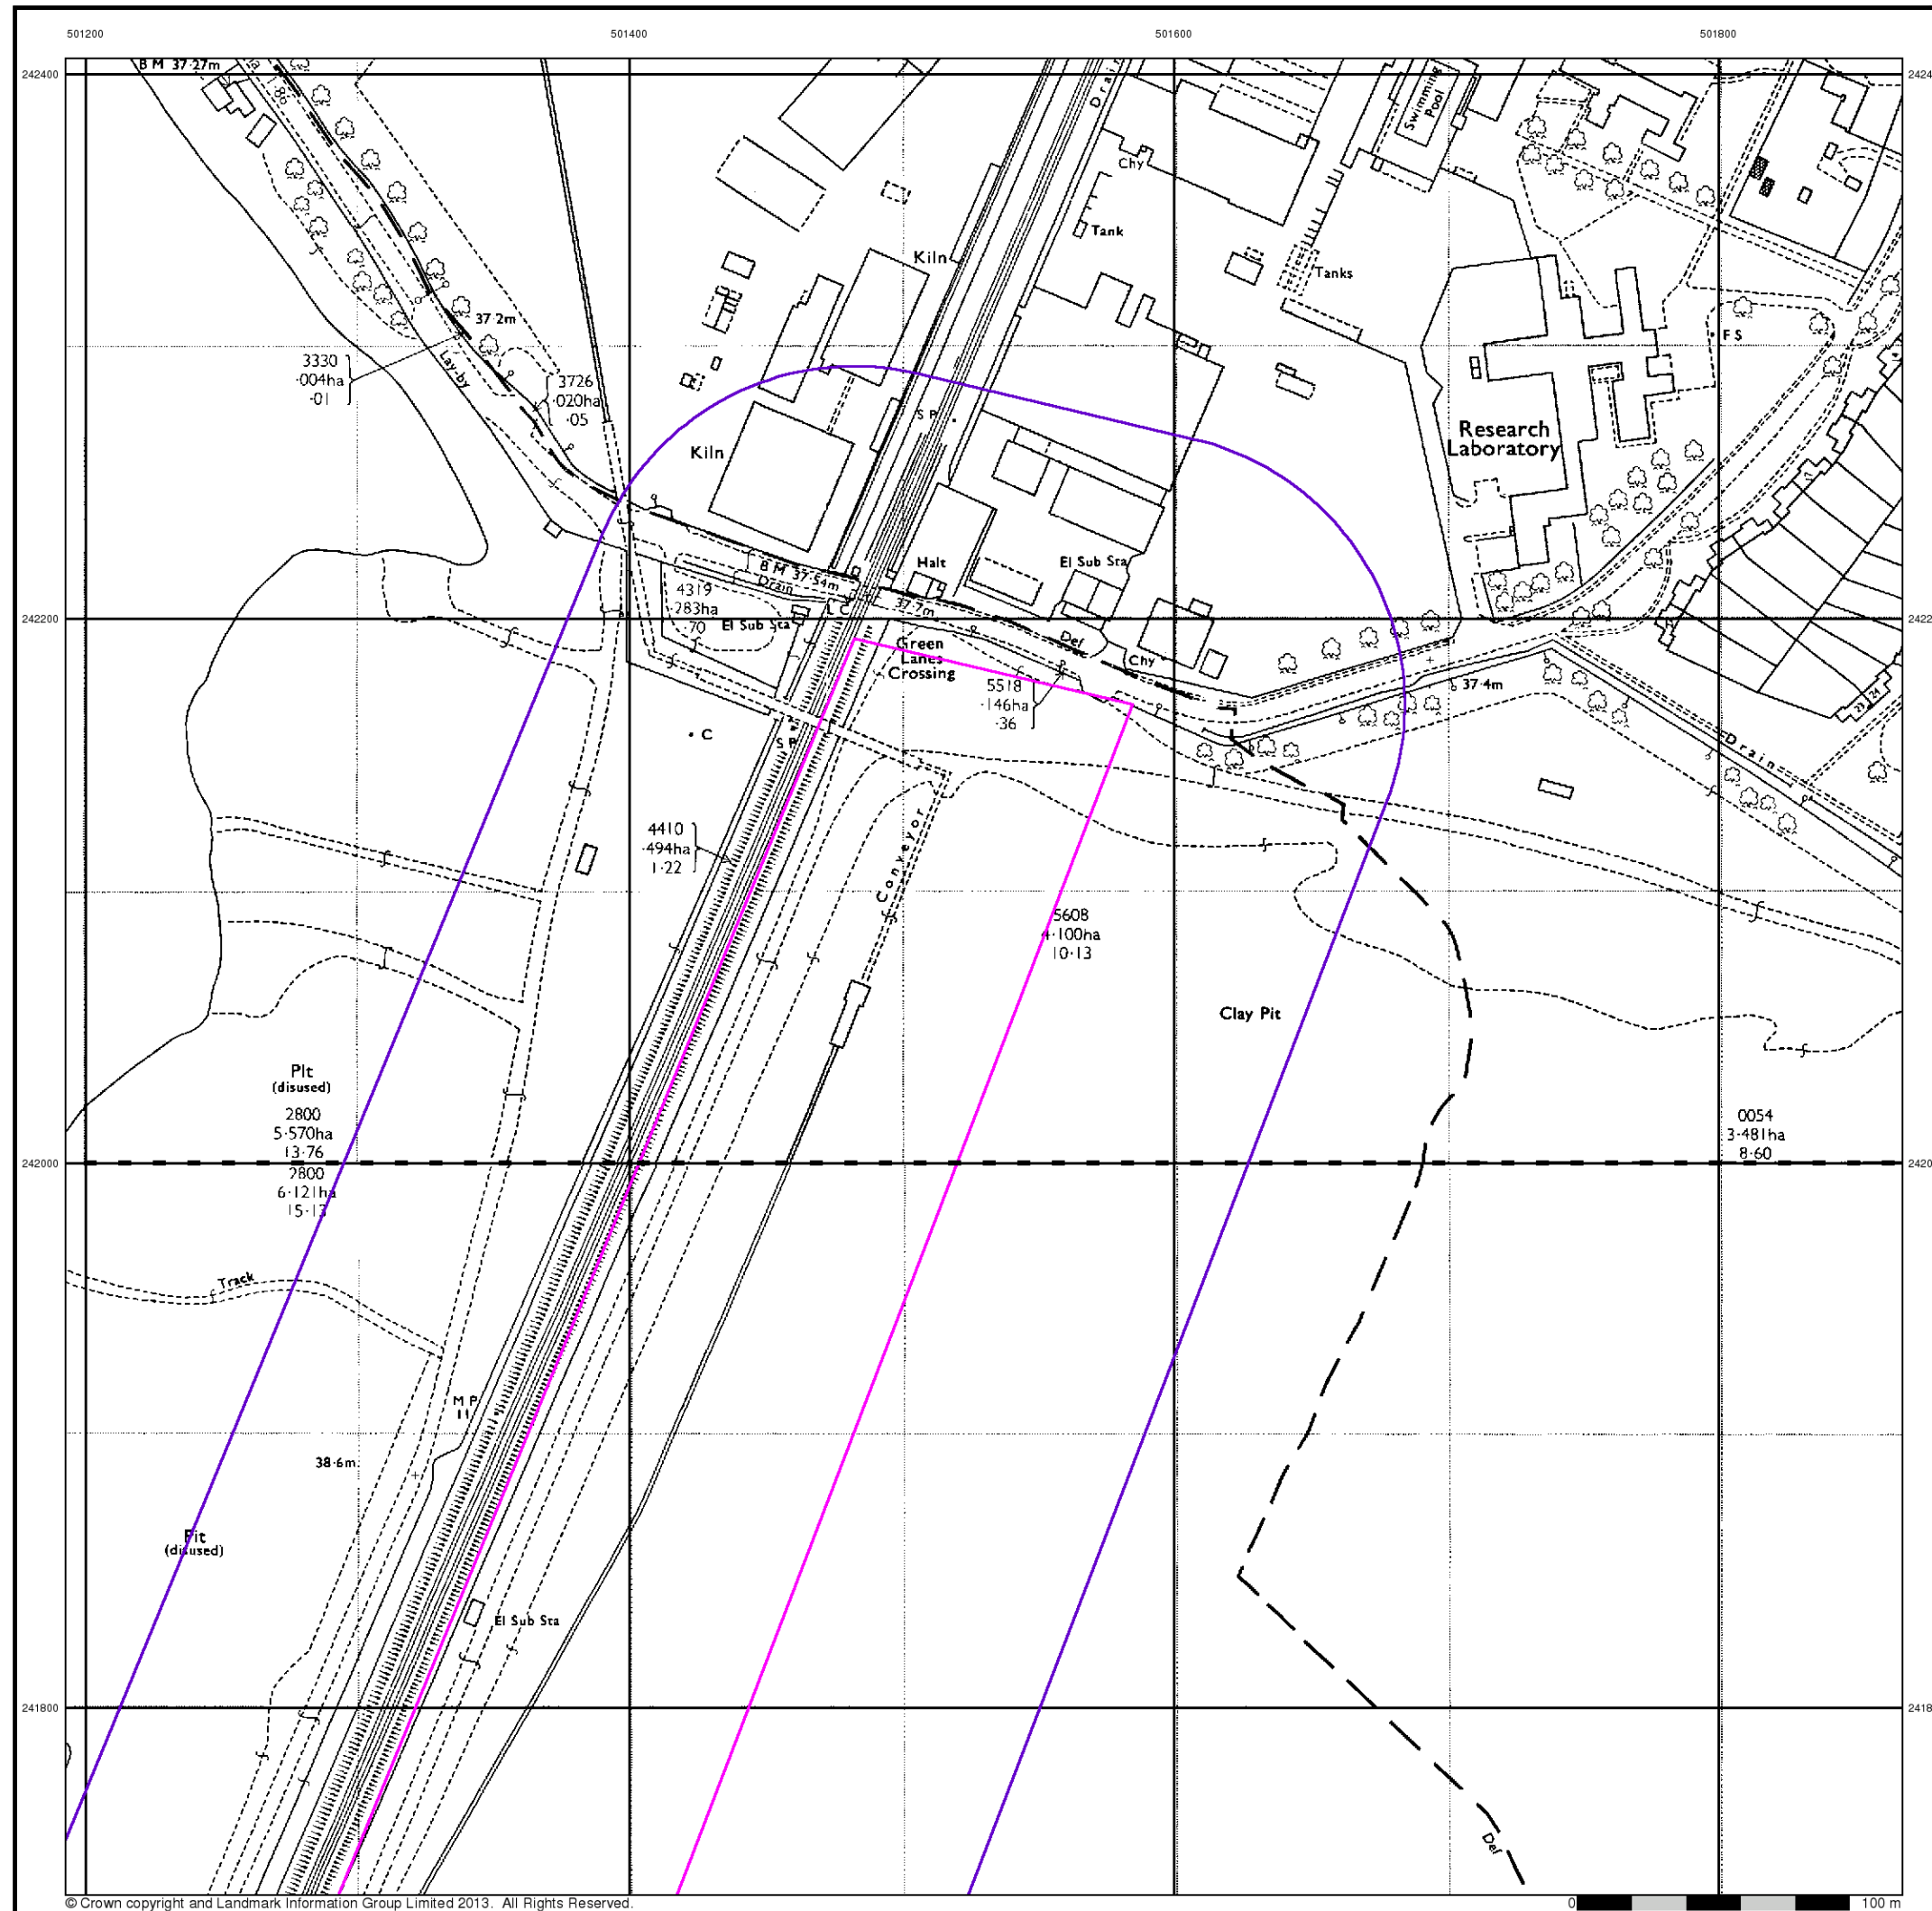 501200
501400
501600
501800
242400
B M 37·27m
Drain
Swimming
Pool
Chy
Tank
Tanks
Kiln
37·2m
F S
3330
·004ha
·01
Lay-by
3726
·020ha
·05
S P
Kiln
Research
Laboratory
B M 37·54m
Drain
Halt
El Sub Sta
4319
·283ha
·70
El Sub Sta
L C
37·7m
242200
Def
Green
Lanes
Crossing
Chy
5518
·146ha
·36
37·4m
23
24
C
S P
Drain
4410
·494ha
1·22
Conveyor
5608
4·100ha
10·13
Clay Pit
Pit
(disused)
2800
5·570ha
13·76
0054
3·481ha
8·60
242000
2800
6·121ha
15·13
Track
M P
11
38·6m
Pit
(disused)
El Sub Sta
241800
Def
© Crown copyright and Landmark Information Group Limited 2013. All Rights Reserved.
0
100 m